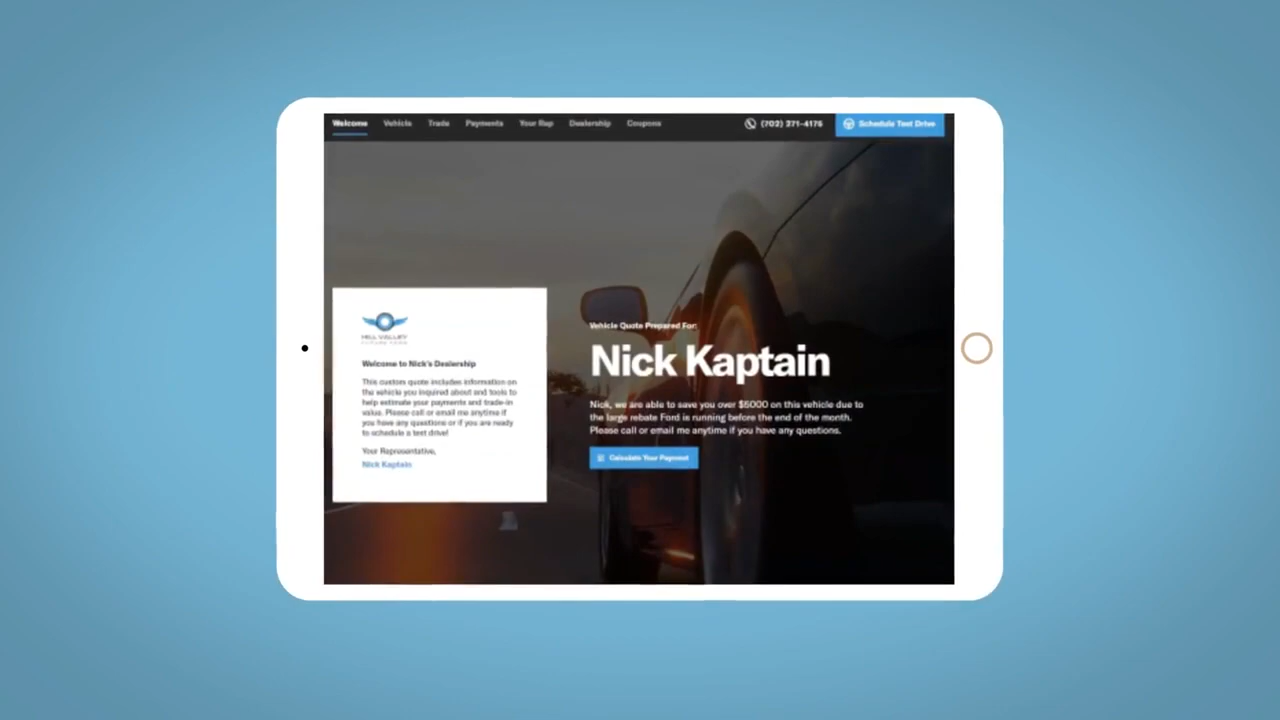 Welcome Vehicle Trade Payments Your Rep Dealership Coupons (702) 371-4176 Schedule Test Drive
HILL VALLEY
Welcome to Nick's Dealership
This custom quote includes information on
the vehicle you inquired about and tools to
help estimate your payments and trade-in
value. Please call or email me anytime if
you have any questions or if you are ready
to schedule a test drive!
Your Representative,
Nick Kaptain
Vehicle Quote Prepared For:
Nick Kaptain
Nick, we are able to save you over $5000 on this vehicle due to
the large rebate Ford is running before the end of the month.
Please call or email me anytime if you have any questions.
Calculate Your Payment